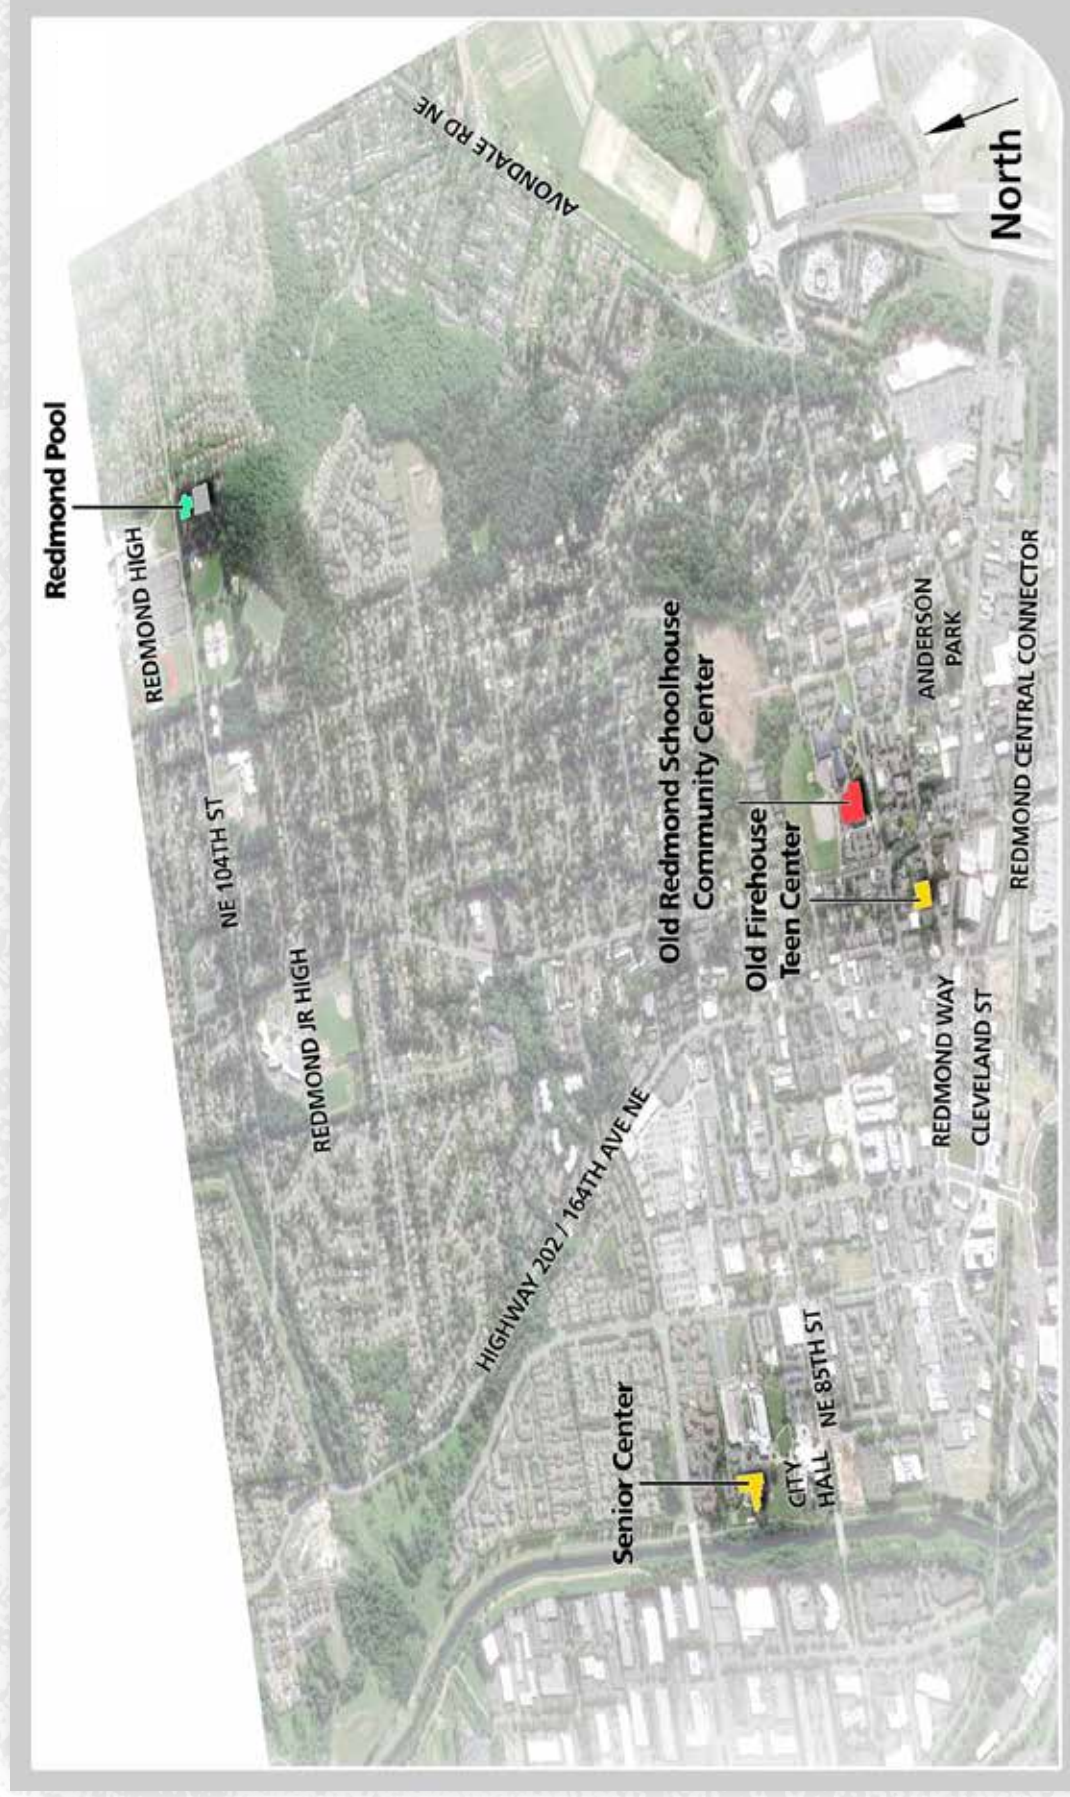 Redmond Pool
REDMOND HIGH
NE 104TH ST
REDMOND JR HIGH
AVONDALE RD NE
HIGHWAY 202 / 164TH AVE NE
Senior Center
Old Redmond Schoolhouse
Community Center
Old Firehouse
Teen Center
CITY
HALL
NE 85TH ST
ANDERSON
PARK
REDMOND WAY
CLEVELAND ST
REDMOND CENTRAL CONNECTOR
North